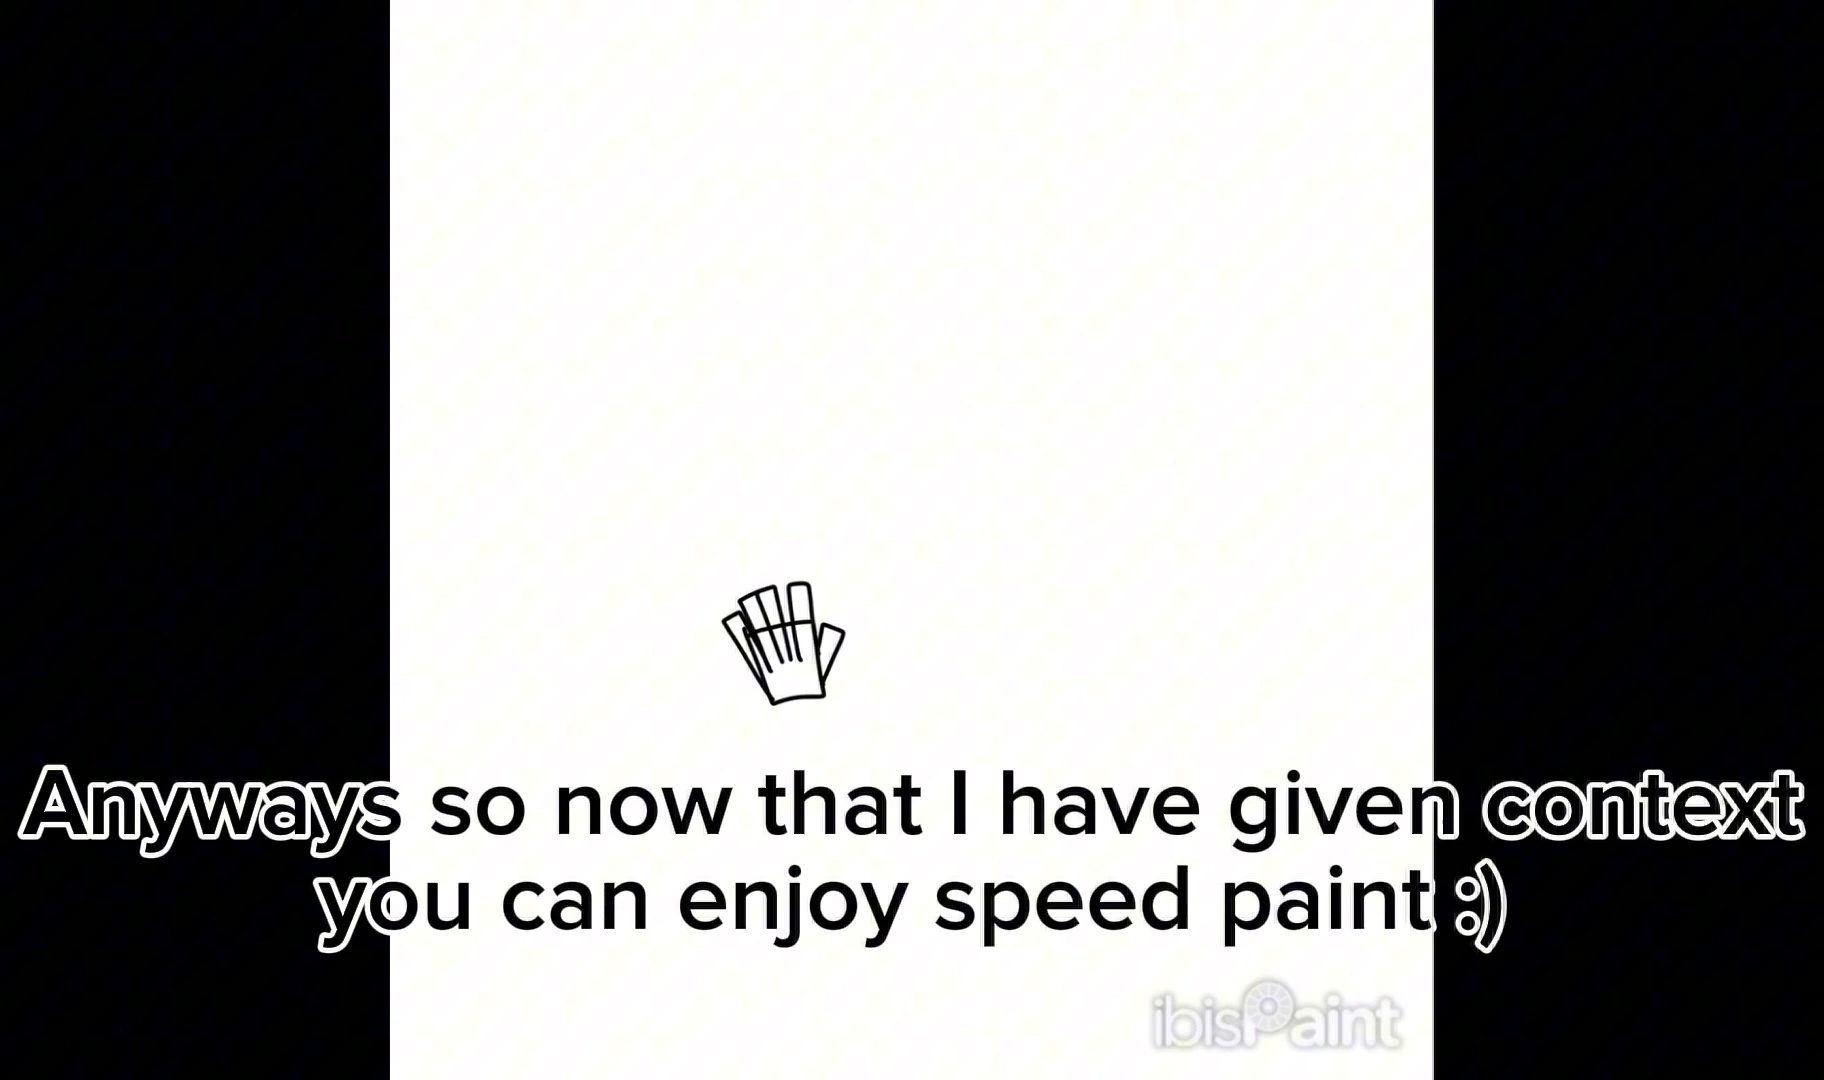 Anyways so now that I have given context
you can enjoy speed paint :)
ibisPaint